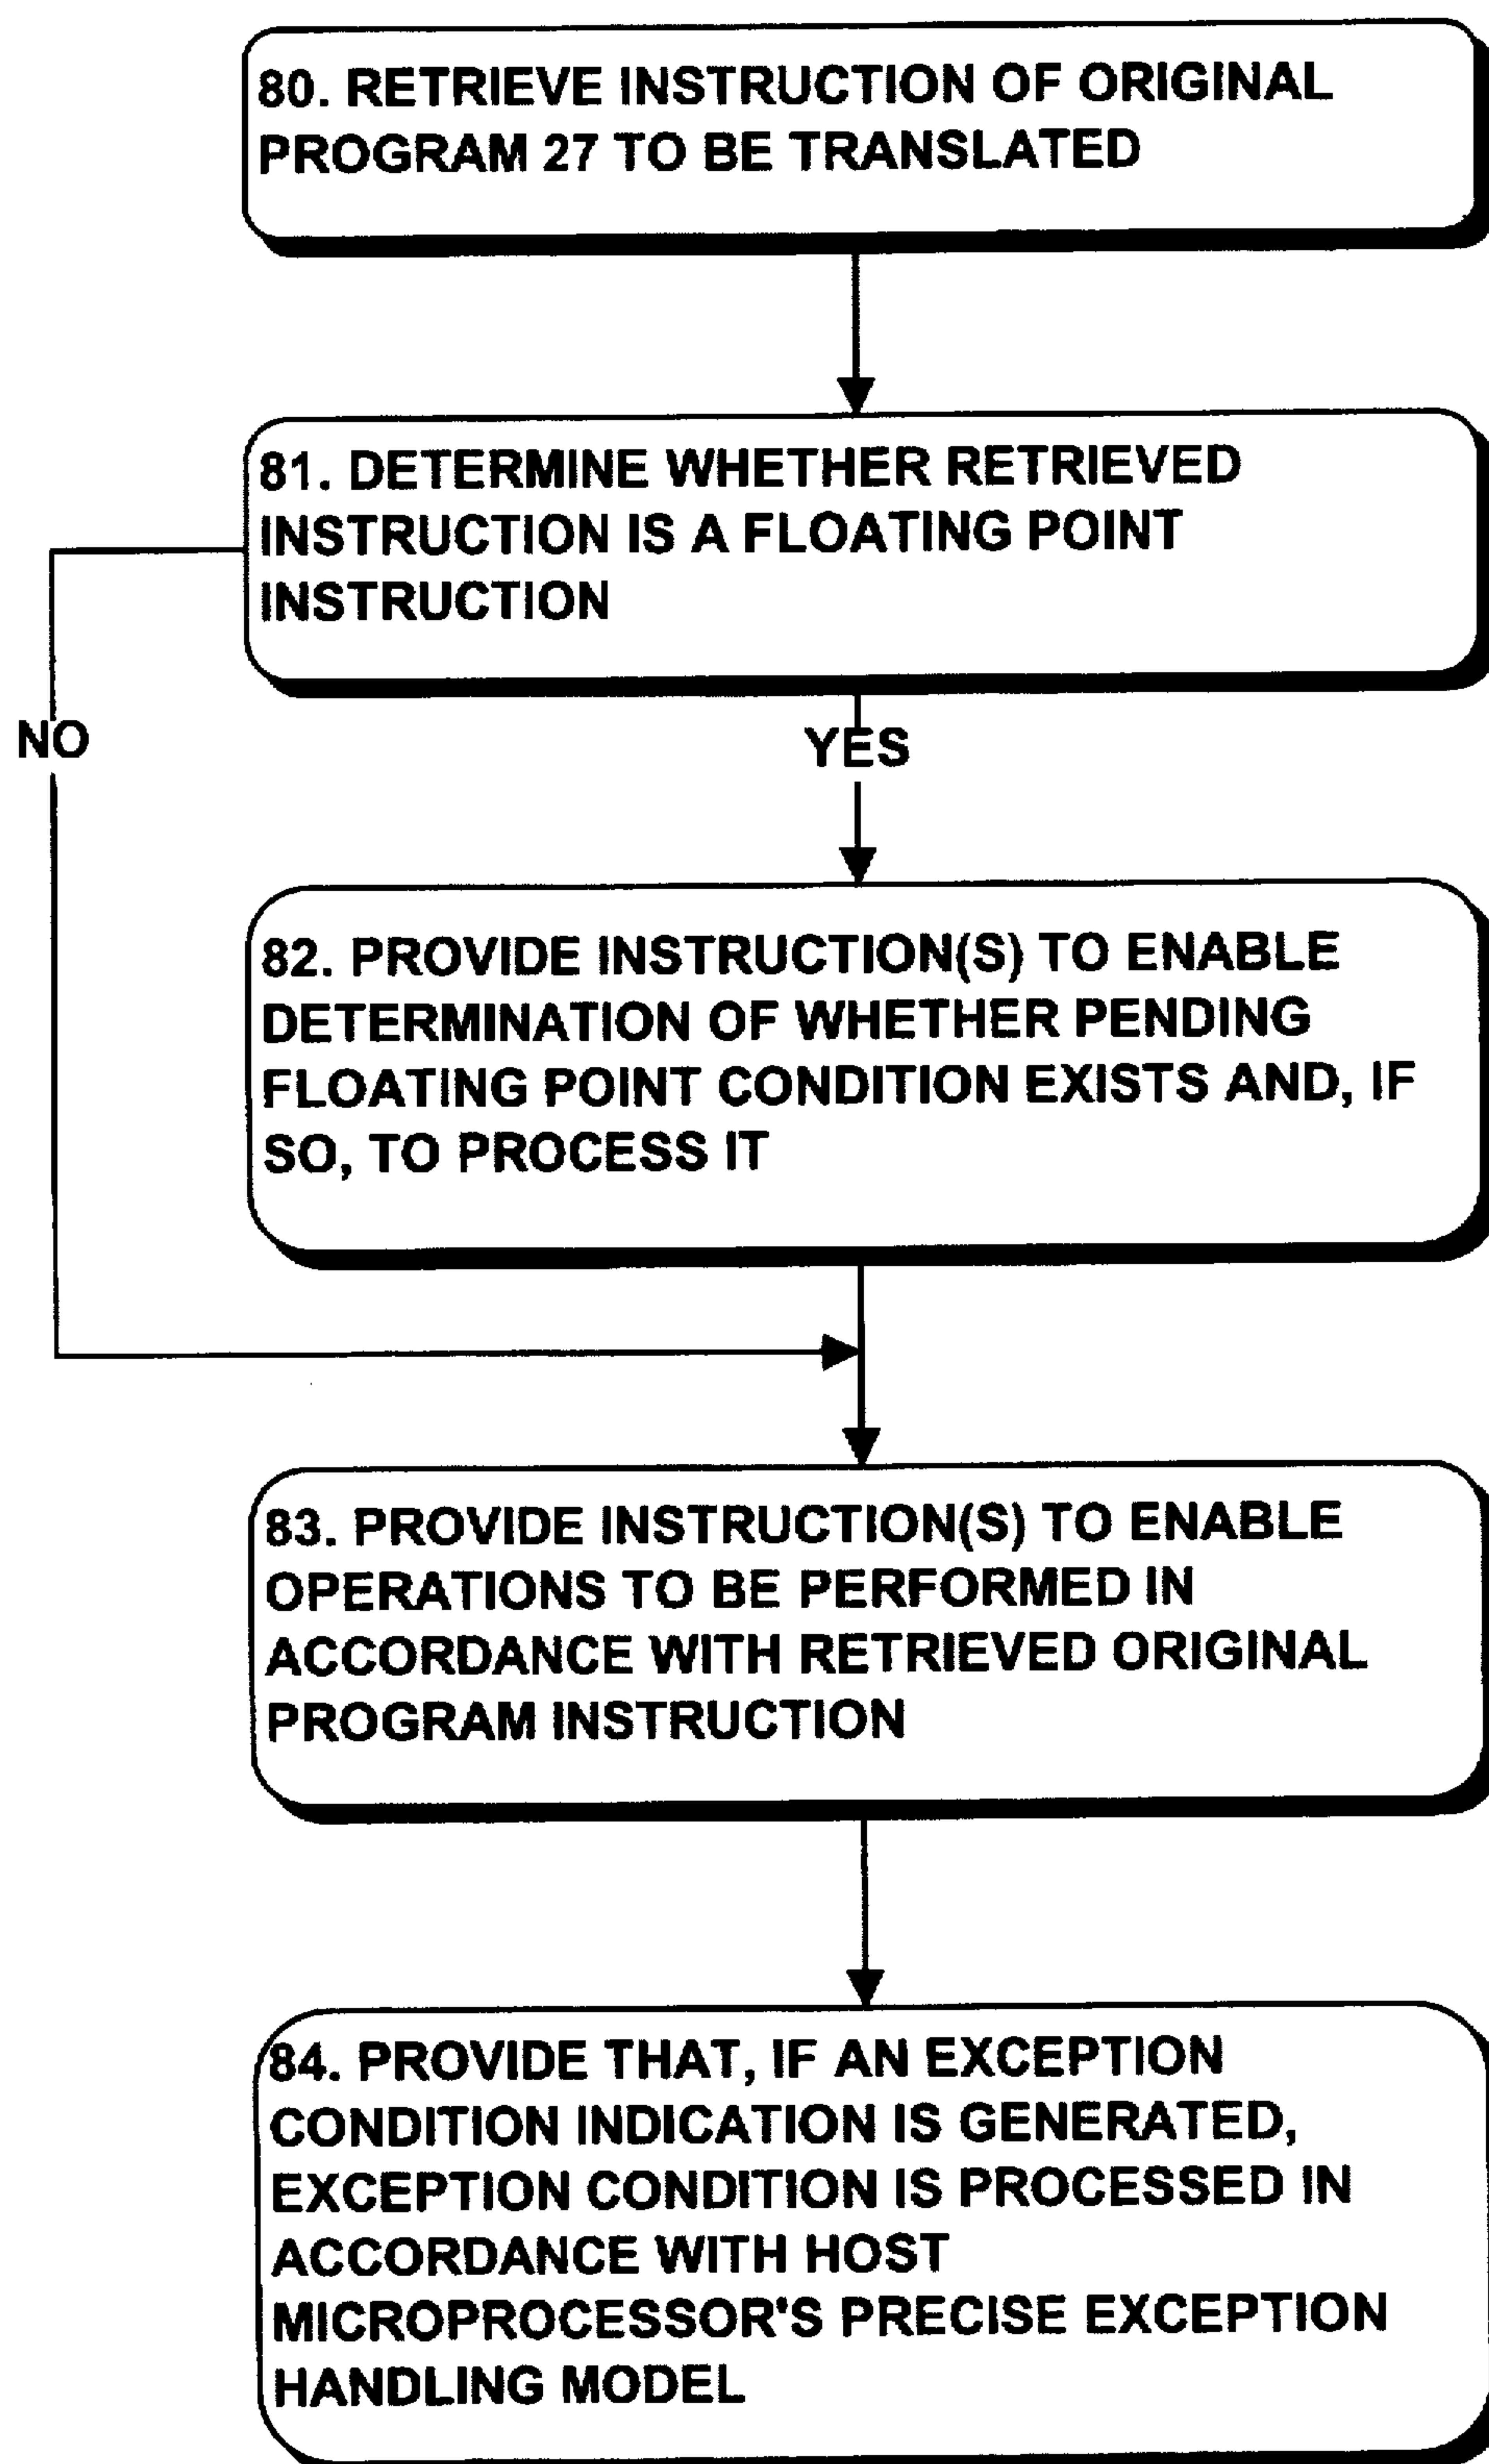 80. RETRIEVE INSTRUCTION OF ORIGINAL
PROGRAM 27 TO BE TRANSLATED
81. DETERMINE WHETHER RETRIEVED
INSTRUCTION IS A FLOATING POINT
INSTRUCTION
NO
YES
82. PROVIDE INSTRUCTION(S) TO ENABLE
DETERMINATION OF WHETHER PENDING
FLOATING POINT CONDITION EXISTS AND, IF
SO, TO PROCESS IT
83. PROVIDE INSTRUCTION(S) TO ENABLE
OPERATIONS TO BE PERFORMED IN
ACCORDANCE WITH RETRIEVED ORIGINAL
PROGRAM INSTRUCTION
84. PROVIDE THAT, IF AN EXCEPTION
CONDITION INDICATION IS GENERATED,
EXCEPTION CONDITION IS PROCESSED IN
ACCORDANCE WITH HOST
MICROPROCESSOR'S PRECISE EXCEPTION
HANDLING MODEL